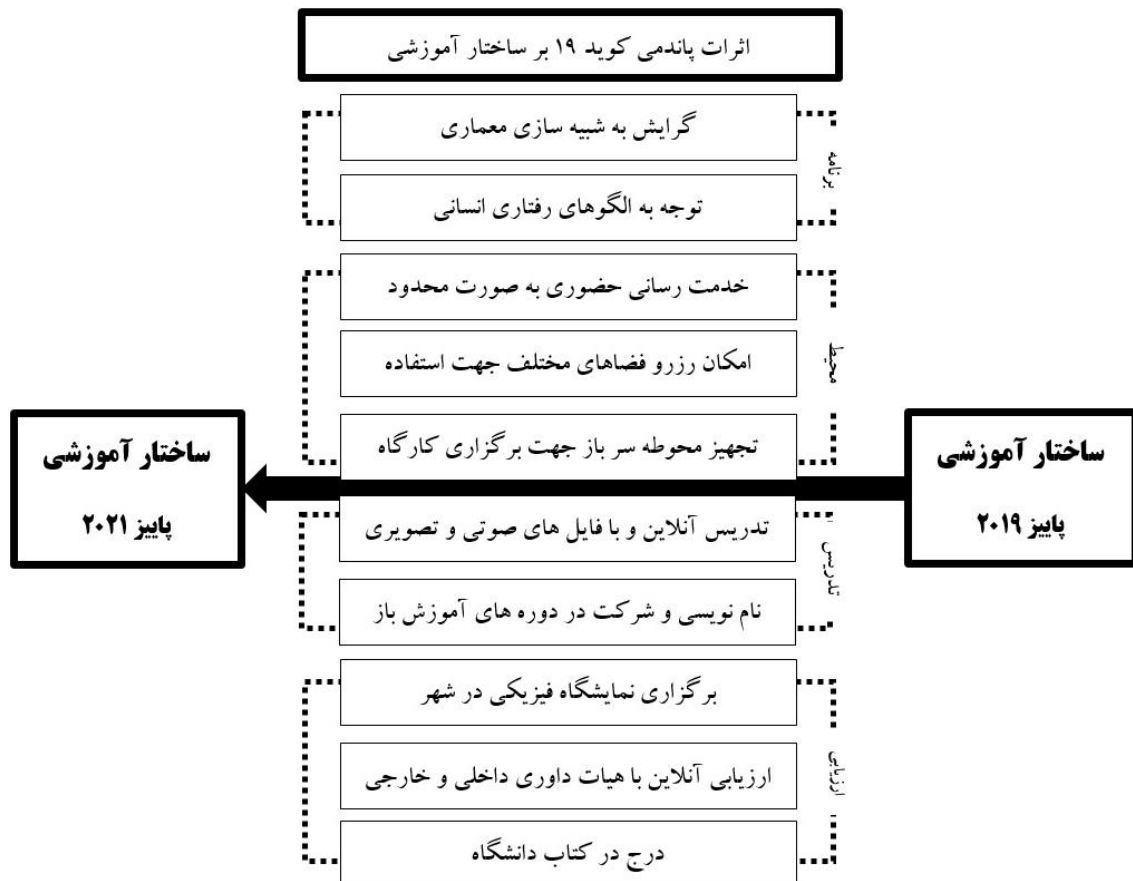 اثرات پاندمی کوید ۱۹ بر ساختار آموزشی
برنامه
گرایش به شبیه سازی معماری
توجه به الگوهای رفتاری انسانی
محیط
خدمت رسانی حضوری به صورت محدود
امکان رزرو فضاهای مختلف جهت استفاده
تجهیز محوطه سر باز جهت برگزاری کارگاه
ساختار آموزشی
پاییز ۲۰۱۹
ساختار آموزشی
پاییز ۲۰۲۱
تدریس
تدریس آنلاین و با فایل های صوتی و تصویری
نام نویسی و شرکت در دوره های آموزش باز
ارزیابی
برگزاری نمایشگاه فیزیکی در شهر
ارزیابی آنلاین با هیات داوری داخلی و خارجی
درج در کتاب دانشگاه